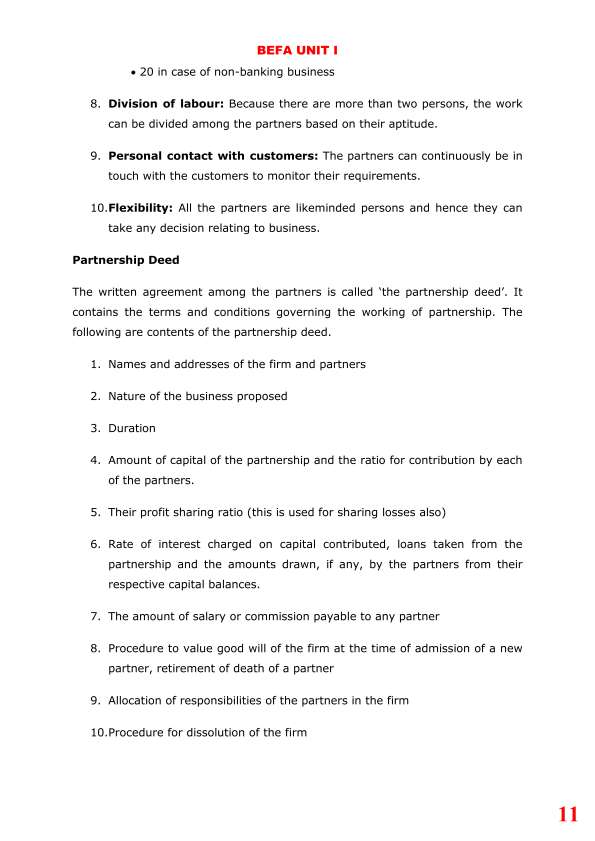 BEFA UNIT I
• 20 in case of non-banking business
8. Division of labour: Because there are more than two persons, the work
can be divided among the partners based on their aptitude.
9. Personal contact with customers: The partners can continuously be in
touch with the customers to monitor their requirements.
10.Flexibility: All the partners are likeminded persons and hence they can
take any decision relating to business.
Partnership Deed
The written agreement among the partners is called ‘the partnership deed’. It
contains the terms and conditions governing the working of partnership. The
following are contents of the partnership deed.
1. Names and addresses of the firm and partners
2. Nature of the business proposed
3. Duration
4. Amount of capital of the partnership and the ratio for contribution by each
of the partners.
5. Their profit sharing ratio (this is used for sharing losses also)
6. Rate of interest charged on capital contributed, loans taken from the
partnership and the amounts drawn, if any, by the partners from their
respective capital balances.
7. The amount of salary or commission payable to any partner
8. Procedure to value good will of the firm at the time of admission of a new
partner, retirement of death of a partner
9. Allocation of responsibilities of the partners in the firm
10.Procedure for dissolution of the firm
11